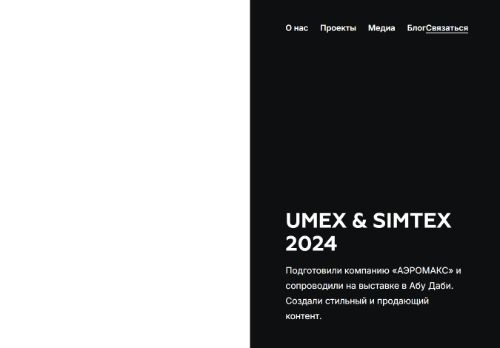 О нас Проекты Медиа Блог Связаться
UMEX & SIMTEX
2024
Подготовили компанию «АЭРОМАКС» и
сопроводили на выставке в Абу Даби.
Создали стильный и продающий
контент.